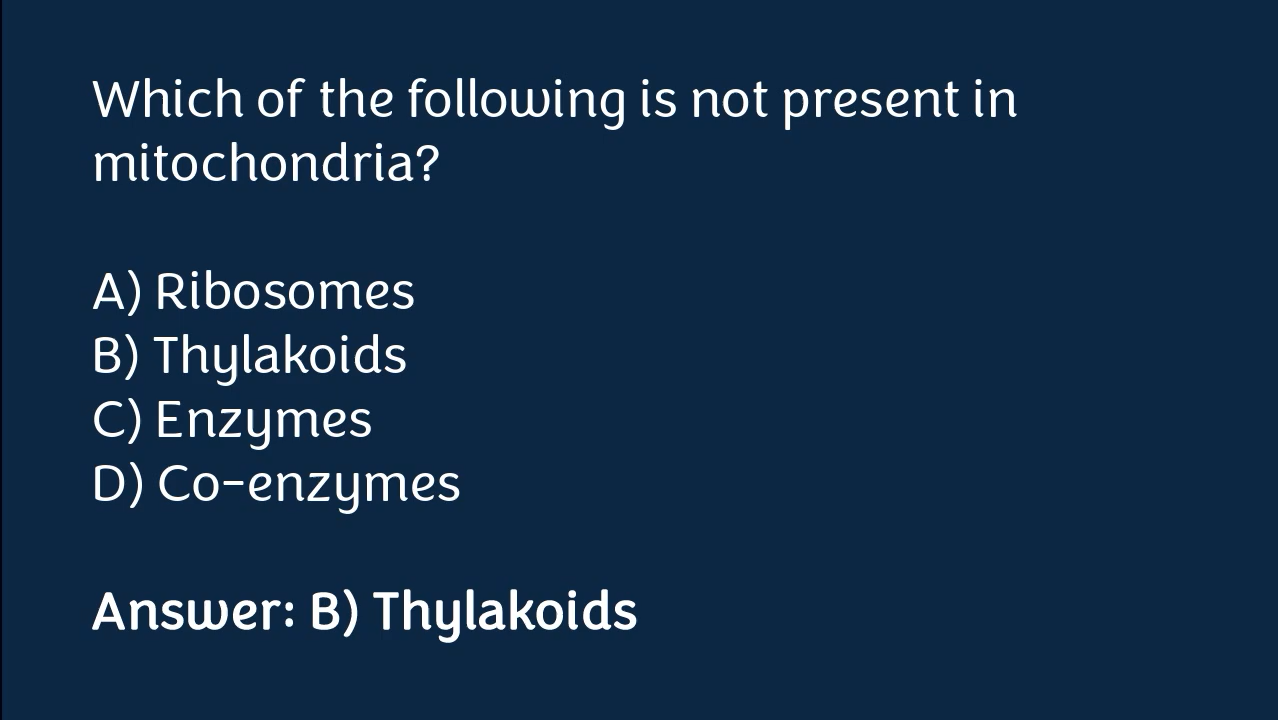 Which of the following is not present in
mitochondria?
A) Ribosomes
B) Thylakoids
C) Enzymes
D) Co-enzymes
Answer: B) Thylakoids